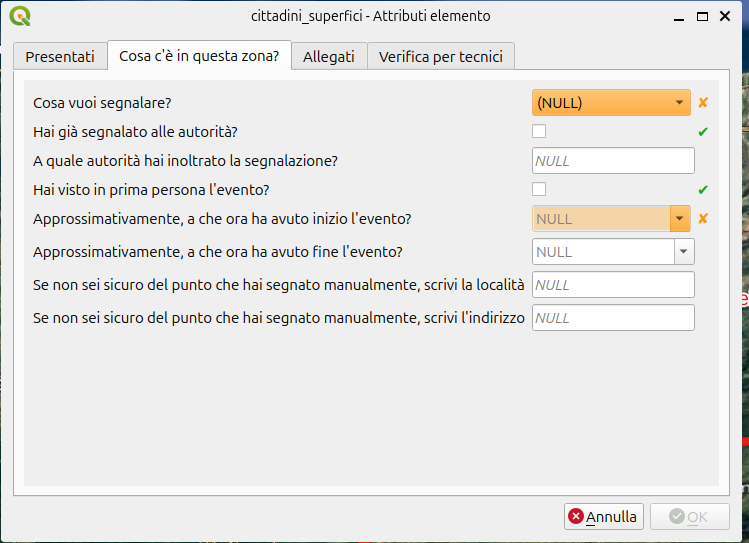 cittadini_superfici - Attributi elemento
Presentati Cosa c'è in questa zona? Allegati Verifica per tecnici
Cosa vuoi segnalare? (NULL)
Hai già segnalato alle autorità?
A quale autorità hai inoltrato la segnalazione? NULL
Hai visto in prima persona l'evento?
Approssimativamente, a che ora ha avuto inizio l'evento? NULL
Approssimativamente, a che ora ha avuto fine l'evento? NULL
Se non sei sicuro del punto che hai segnato manualmente, scrivi la località NULL
Se non sei sicuro del punto che hai segnato manualmente, scrivi l'indirizzo NULL
Annulla OK